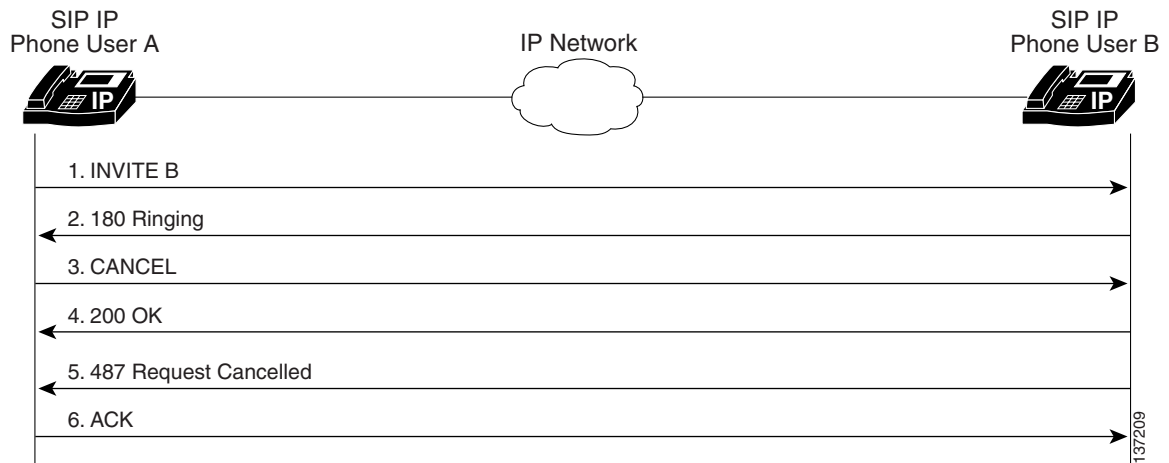 SIP IP
Phone User A
IP Network
SIP IP
Phone User B
IP
IP
1. INVITE B
2. 180 Ringing
3. CANCEL
4. 200 OK
5. 487 Request Cancelled
6. ACK
137209